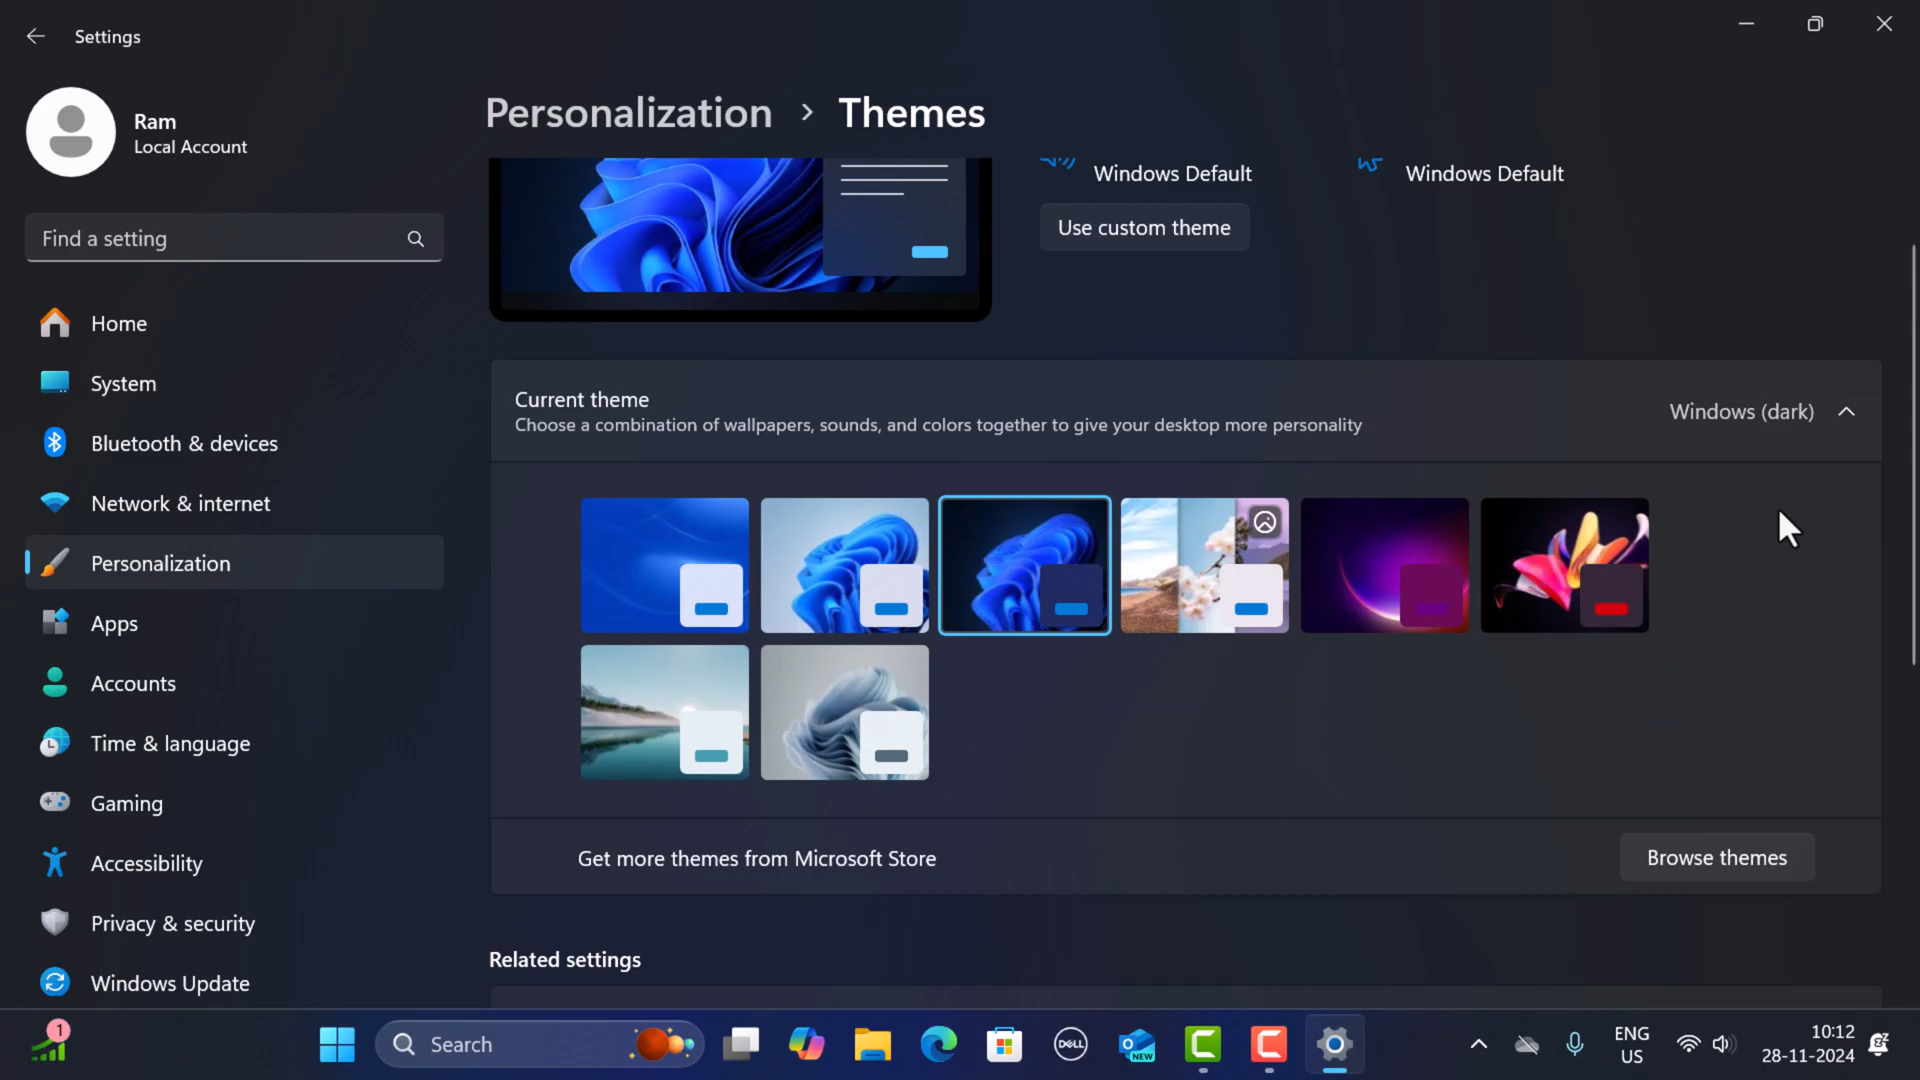 Settings
Ram
Local Account
Find a setting
Home
System
Bluetooth & devices
Network & internet
Personalization
Apps
Accounts
Time & language
Gaming
Accessibility
Privacy & security
Windows Update
Personalization > Themes
Windows Default
Windows Default
Use custom theme
Current theme
Choose a combination of wallpapers, sounds, and colors together to give your desktop more personality
Windows (dark)
Get more themes from Microsoft Store
Browse themes
Related settings
1
Search
DELL
NEW
ENG
US
10:12
28-11-2024